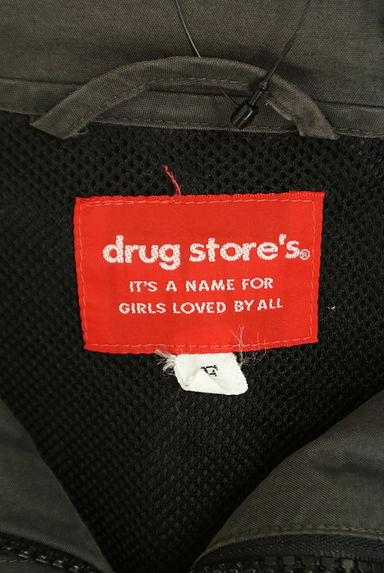 drug store's®
IT'S A NAME FOR
GIRLS LOVED BY ALL